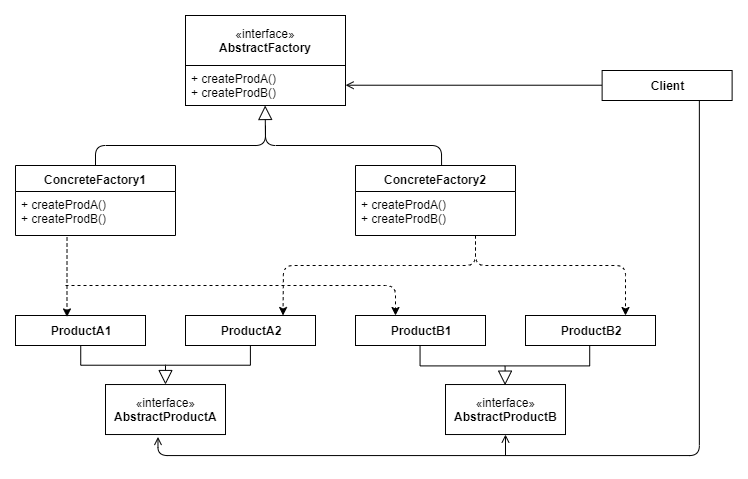 «interface»
AbstractFactory
+ createProdA()
+ createProdB()
Client
ConcreteFactory1
+ createProdA()
+ createProdB()
ConcreteFactory2
+ createProdA()
+ createProdB()
ProductA1
ProductA2
ProductB1
ProductB2
«interface»
AbstractProductA
«interface»
AbstractProductB